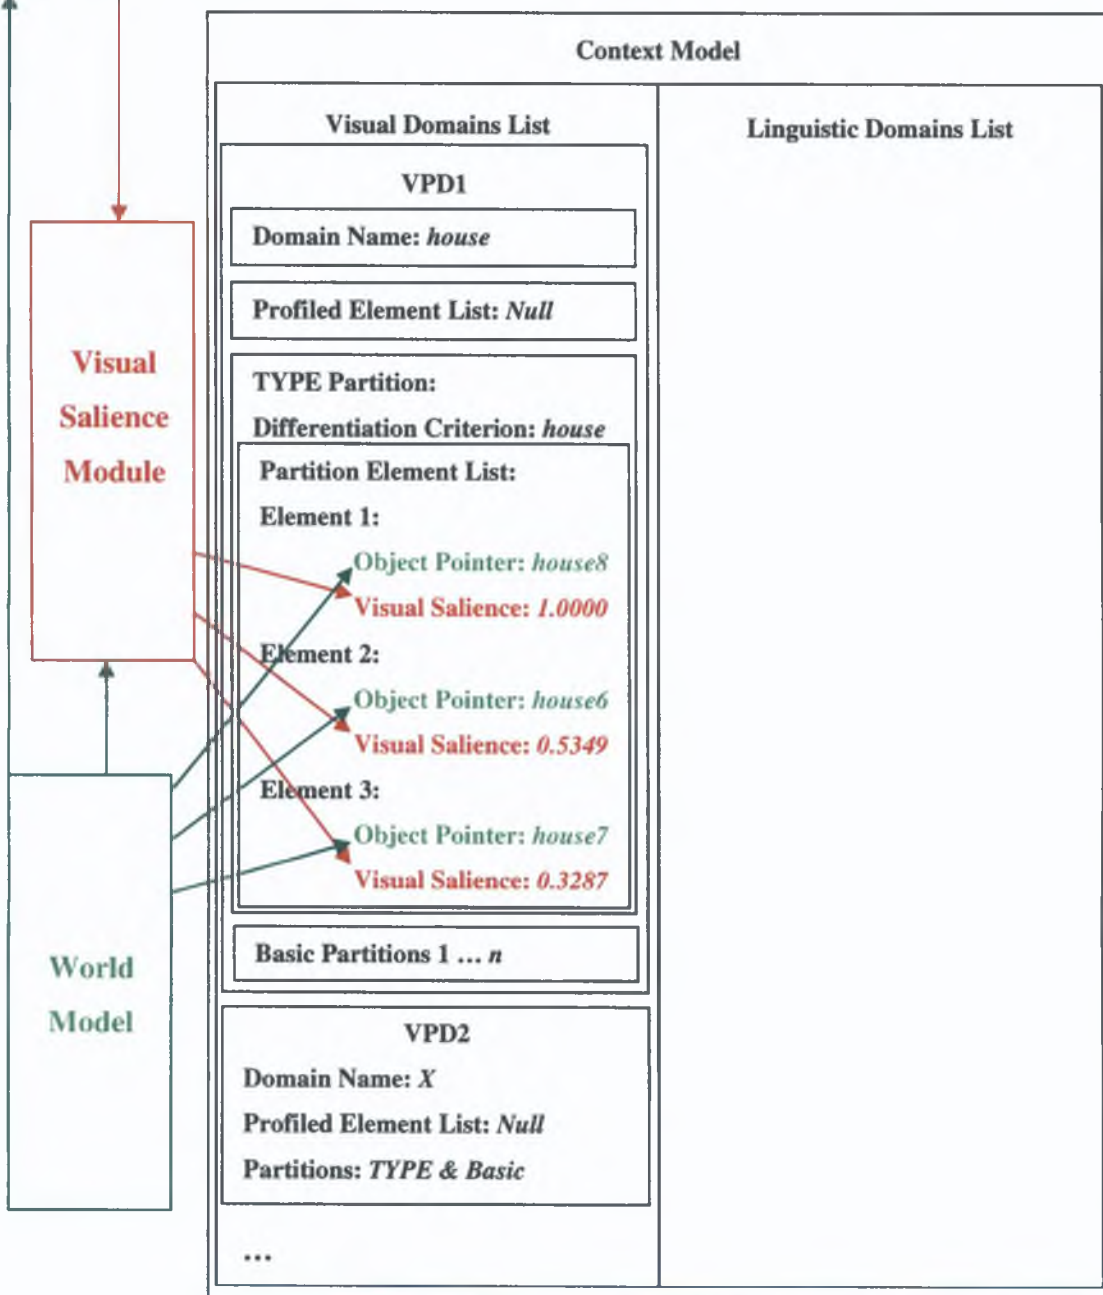 Context Model
Visual Domains List
Linguistic Domains List
VPD1
Domain Name: house
Profiled Element List: Null
TYPE Partition:
Differentiation Criterion: house
Partition Element List:
Element 1:
Object Pointer: house8
Visual Salience: 1.0000
Element 2:
Object Pointer: house6
Visual Salience: 0.5349
Element 3:
Object Pointer: house7
Visual Salience: 0.3287
Basic Partitions 1 … n
VPD2
Domain Name: X
Profiled Element List: Null
Partitions: TYPE & Basic
…
Visual
Salience
Module
World
Model